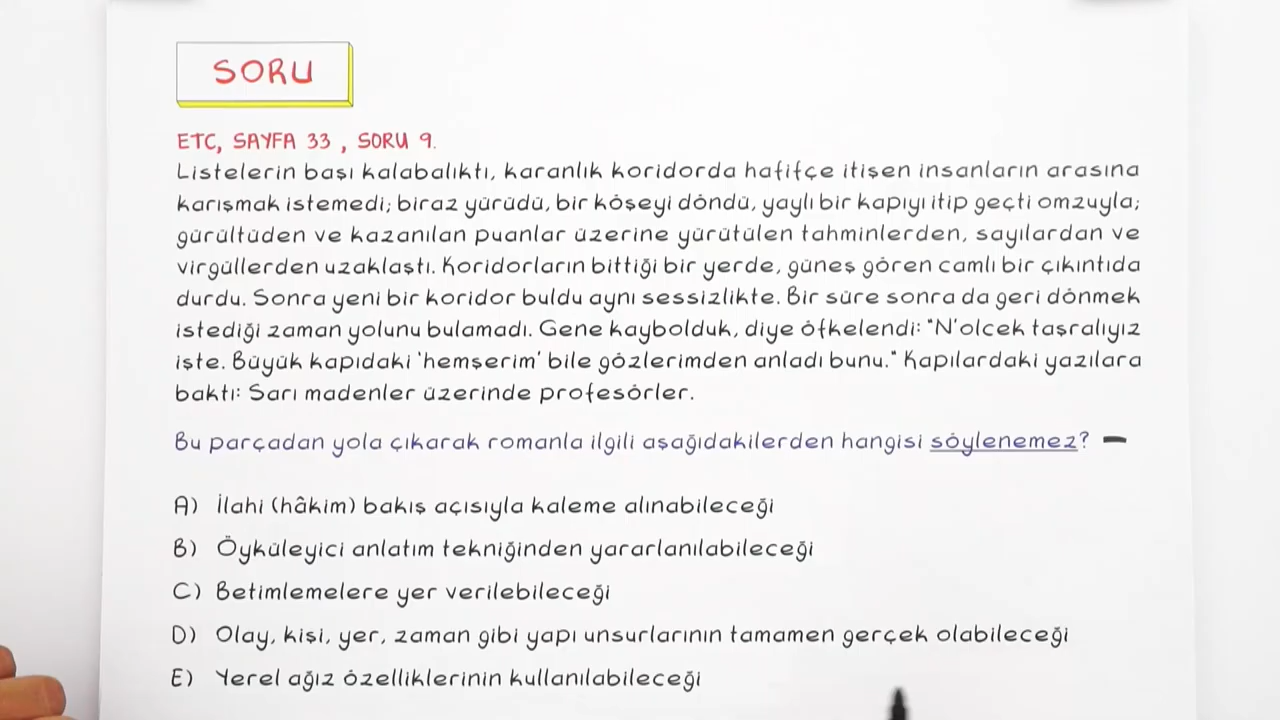 SORU
ETC, SAYFA 33 , SORU 9.
Listelerin başı kalabalıktı, karanlık koridorda hafifçe itişen insanların arasına
karışmak istemedi; biraz yürüdü, bir köşeyi döndü, yaylı bir kapıyı itip geçti omzuyla;
gürültüden ve kazanılan puanlar üzerine yürütülen tahminlerden, sayılardan ve
virgüllerden uzaklaştı. Koridorların bittiği bir yerde, güneş gören camlı bir çıkıntıda
durdu. Sonra yeni bir koridor buldu aynı sessizlikte. Bir süre sonra da geri dönmek
istediği zaman yolunu bulamadı. Gene kaybolduk, diye öfkelendi: "N'olcek taşralıyız
işte. Büyük kapıdaki 'hemşerim' bile gözlerimden anladı bunu." Kapılardaki yazılara
baktı: Sarı madenler üzerinde profesörler.
Bu parçadan yola çıkarak romanla ilgili aşağıdakilerden hangisi söylenemez?
A) İlahi (hâkim) bakış açısıyla kaleme alınabileceği
B) Öyküleyici anlatım tekniğinden yararlanılabileceği
C) Betimlemelere yer verilebileceği
D) Olay, kişi, yer, zaman gibi yapı unsurlarının tamamen gerçek olabileceği
E) Yerel ağız özelliklerinin kullanılabileceği